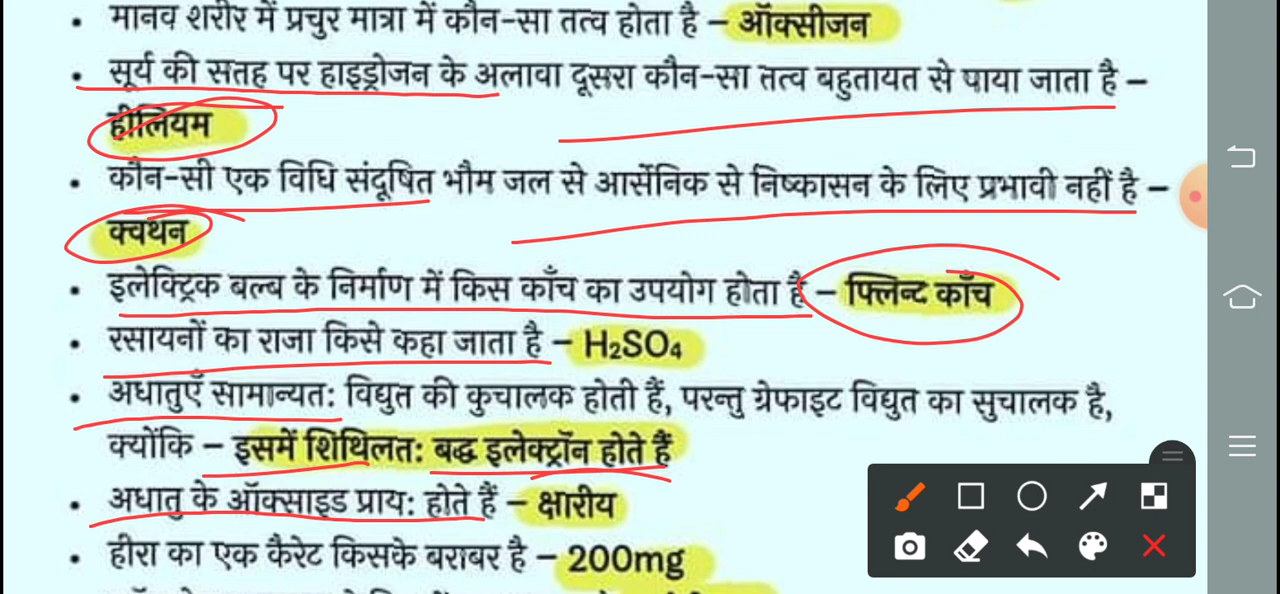 • मानव शरीर में प्रचुर मात्रा में कौन-सा तत्व होता है – ऑक्सीजन
• सूर्य की सतह पर हाइड्रोजन के अलावा दूसरा कौन-सा तत्व बहुतायत से पाया जाता है –
हीलियम
• कौन-सी एक विधि संदूषित भौम जल से आर्सेनिक से निष्कासन के लिए प्रभावी नहीं है –
क्वथन
• इलेक्ट्रिक बल्ब के निर्माण में किस काँच का उपयोग होता है – फ्लिन्ट काँच
• रसायनों का राजा किसे कहा जाता है – H₂SO₄
• अधातुएँ सामान्यत: विद्युत की कुचालक होती हैं, परन्तु ग्रेफाइट विद्युत का सुचालक है,
क्योंकि – इसमें शिथिलत: बद्ध इलेक्ट्रॉन होते हैं
• अधातु के ऑक्साइड प्राय: होते हैं – क्षारीय
• हीरा का एक कैरेट किसके बराबर है – 200mg